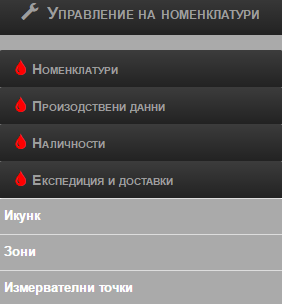 Управление на номенклатури
Номенклатури
Произодствени данни
Наличности
Експедиция и доставки
Икунк
Зони
Измервателни точки